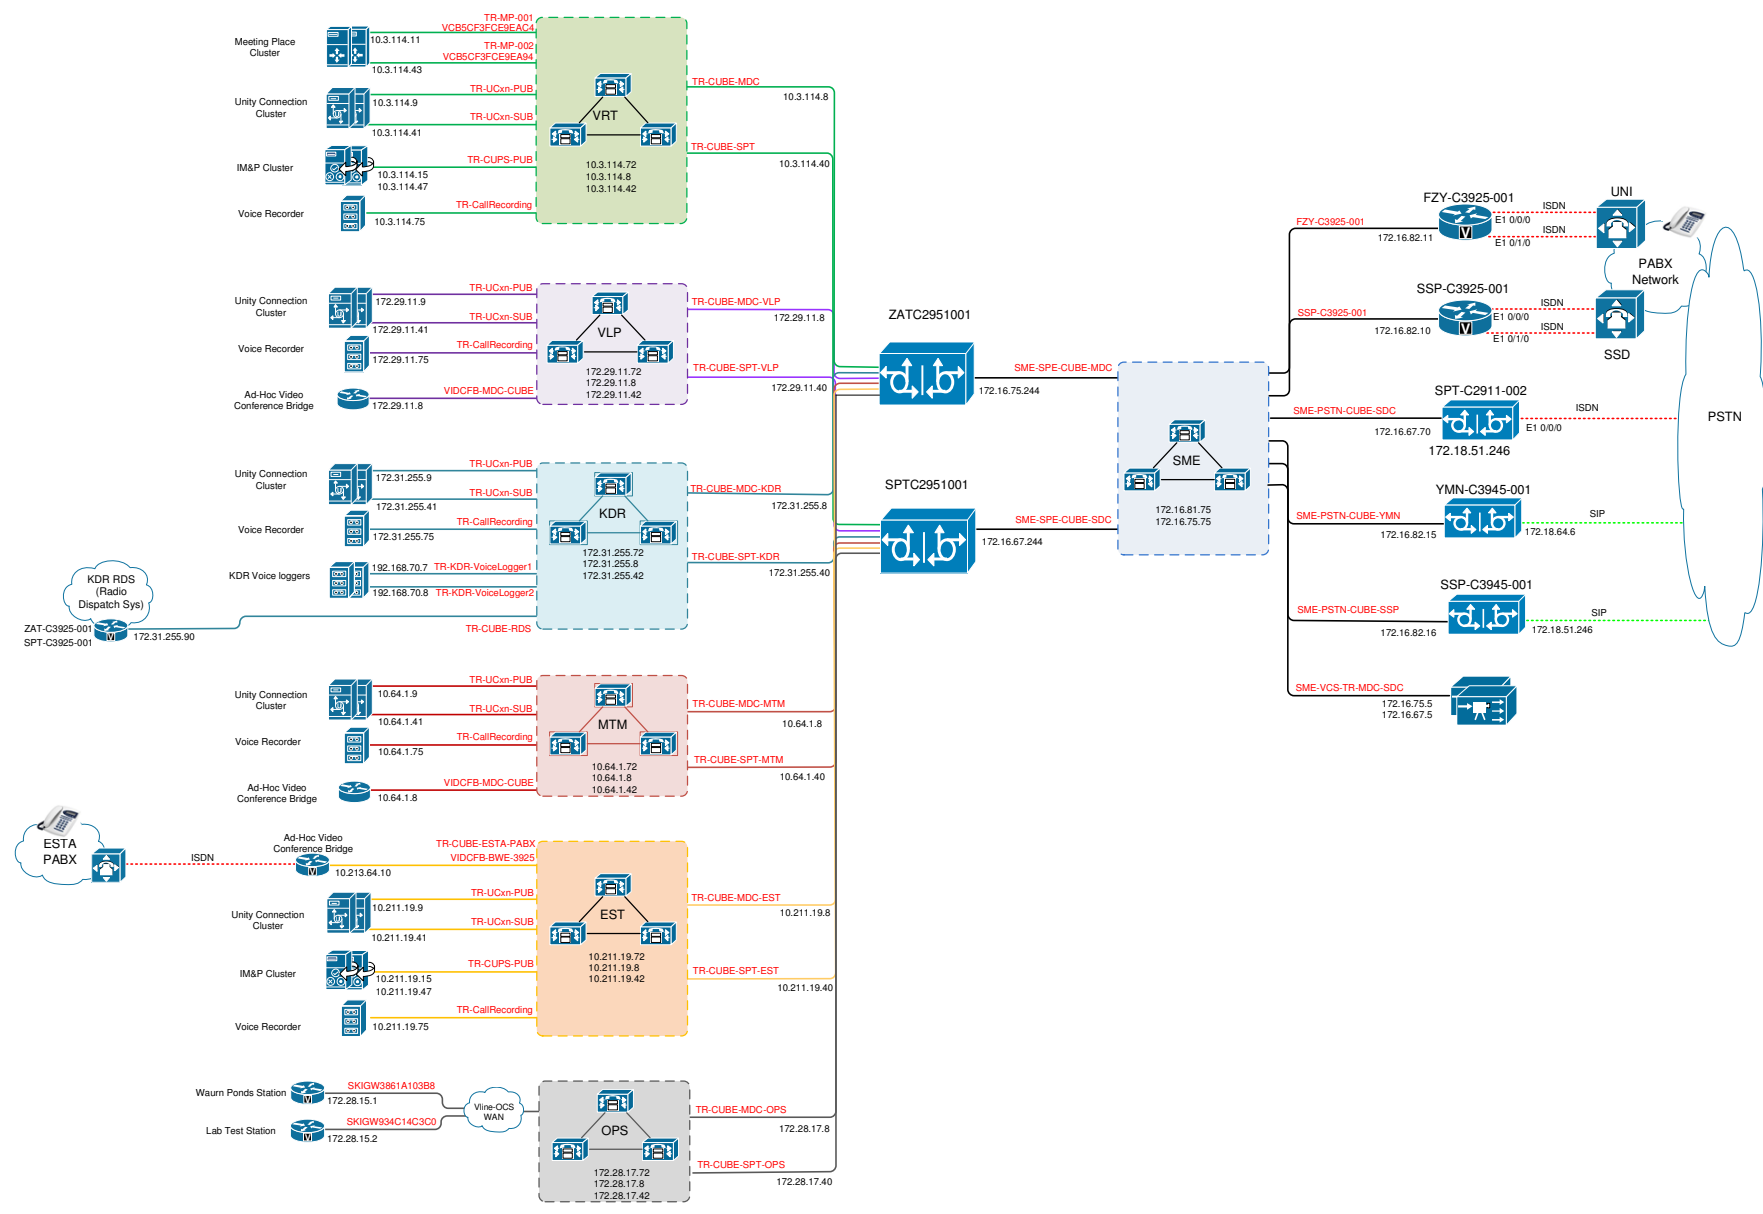 Meeting Place
Cluster
TR-MP-001
VCB5CF3FCE9EAC4
10.3.114.11
TR-MP-002
VCB5CF3FCE9EA94
10.3.114.43
Unity Connection
Cluster
TR-UCxn-PUB
10.3.114.9
TR-UCxn-SUB
10.3.114.41
IM&P Cluster
TR-CUPS-PUB
10.3.114.15
10.3.114.47
Voice Recorder
TR-CallRecording
10.3.114.75
VRT
10.3.114.72
10.3.114.8
10.3.114.42
TR-CUBE-MDC
10.3.114.8
TR-CUBE-SPT
10.3.114.40
Unity Connection
Cluster
TR-UCxn-PUB
172.29.11.9
TR-UCxn-SUB
172.29.11.41
Voice Recorder
TR-CallRecording
172.29.11.75
Ad-Hoc Video
Conference Bridge
VIDCFB-MDC-CUBE
172.29.11.8
VLP
172.29.11.72
172.29.11.8
172.29.11.42
TR-CUBE-MDC-VLP
172.29.11.8
TR-CUBE-SPT-VLP
172.29.11.40
Unity Connection
Cluster
TR-UCxn-PUB
172.31.255.9
TR-UCxn-SUB
172.31.255.41
Voice Recorder
TR-CallRecording
172.31.255.75
KDR Voice loggers
192.168.70.7
TR-KDR-VoiceLogger1
192.168.70.8
TR-KDR-VoiceLogger2
KDR RDS
(Radio
Dispatch Sys)
ZAT-C3925-001
SPT-C3925-001
V
172.31.255.90
TR-CUBE-RDS
KDR
172.31.255.72
172.31.255.8
172.31.255.42
TR-CUBE-MDC-KDR
172.31.255.8
TR-CUBE-SPT-KDR
172.31.255.40
Unity Connection
Cluster
TR-UCxn-PUB
10.64.1.9
TR-UCxn-SUB
10.64.1.41
Voice Recorder
TR-CallRecording
10.64.1.75
Ad-Hoc Video
Conference Bridge
VIDCFB-MDC-CUBE
10.64.1.8
MTM
10.64.1.72
10.64.1.8
10.64.1.42
TR-CUBE-MDC-MTM
10.64.1.8
TR-CUBE-SPT-MTM
10.64.1.40
ESTA
PABX
ISDN
Ad-Hoc Video
Conference Bridge
V
TR-CUBE-ESTA-PABX
VIDCFB-BWE-3925
10.213.64.10
Unity Connection
Cluster
TR-UCxn-PUB
10.211.19.9
TR-UCxn-SUB
10.211.19.41
IM&P Cluster
TR-CUPS-PUB
10.211.19.15
10.211.19.47
Voice Recorder
TR-CallRecording
10.211.19.75
EST
10.211.19.72
10.211.19.8
10.211.19.42
TR-CUBE-MDC-EST
10.211.19.8
TR-CUBE-SPT-EST
10.211.19.40
Waurn Ponds Station
V
SKIGW3861A103B8
172.28.15.1
Lab Test Station
V
SKIGW934C14C3C0
172.28.15.2
Vline-OCS
WAN
OPS
172.28.17.72
172.28.17.8
172.28.17.42
TR-CUBE-MDC-OPS
172.28.17.8
TR-CUBE-SPT-OPS
172.28.17.40
ZATC2951001
SME-SPE-CUBE-MDC
172.16.75.244
SPTC2951001
SME-SPE-CUBE-SDC
172.16.67.244
SME
172.16.81.75
172.16.75.75
FZY-C3925-001
FZY-C3925-001
172.16.82.11
V
ISDN
E1 0/0/0
ISDN
E1 0/1/0
UNI
PABX
Network
SSP-C3925-001
SSP-C3925-001
172.16.82.10
V
ISDN
E1 0/0/0
ISDN
E1 0/1/0
SSD
SPT-C2911-002
SME-PSTN-CUBE-SDC
172.16.67.70
ISDN
E1 0/0/0
172.18.51.246
PSTN
YMN-C3945-001
SME-PSTN-CUBE-YMN
172.16.82.15
SIP
172.18.64.6
SSP-C3945-001
SME-PSTN-CUBE-SSP
172.16.82.16
SIP
172.18.51.246
SME-VCS-TR-MDC-SDC
172.16.75.5
172.16.67.5